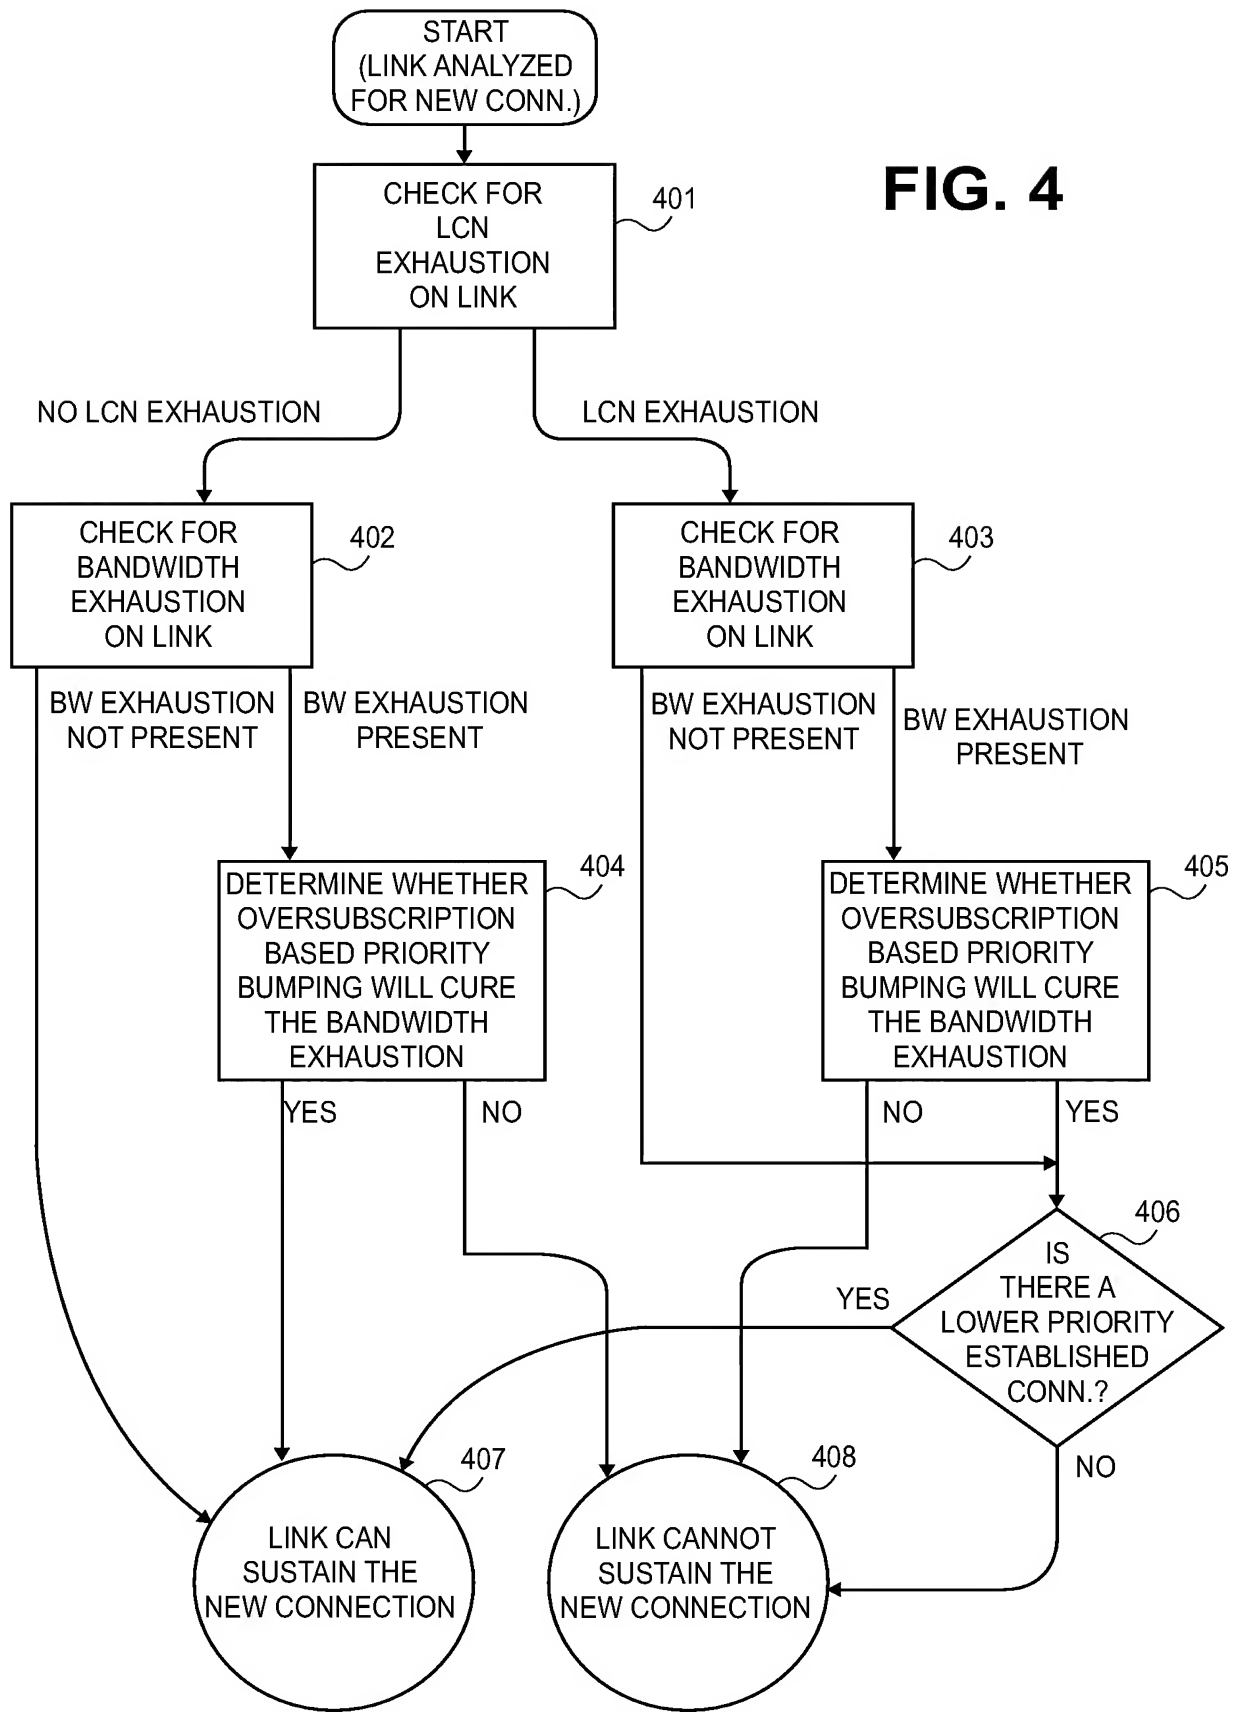 START
(LINK ANALYZED
FOR NEW CONN.)
FIG. 4
CHECK FOR
LCN
EXHAUSTION
ON LINK
401
NO LCN EXHAUSTION
LCN EXHAUSTION
CHECK FOR
BANDWIDTH
EXHAUSTION
ON LINK
402
CHECK FOR
BANDWIDTH
EXHAUSTION
ON LINK
403
BW EXHAUSTION
NOT PRESENT
BW EXHAUSTION
PRESENT
BW EXHAUSTION
NOT PRESENT
BW EXHAUSTION
PRESENT
DETERMINE WHETHER
OVERSUBSCRIPTION
BASED PRIORITY
BUMPING WILL CURE
THE BANDWIDTH
EXHAUSTION
404
DETERMINE WHETHER
OVERSUBSCRIPTION
BASED PRIORITY
BUMPING WILL CURE
THE BANDWIDTH
EXHAUSTION
405
YES
NO
NO
YES
406
IS
THERE A
LOWER PRIORITY
ESTABLISHED
CONN.?
YES
NO
407
LINK CAN
SUSTAIN THE
NEW CONNECTION
408
LINK CANNOT
SUSTAIN THE
NEW CONNECTION